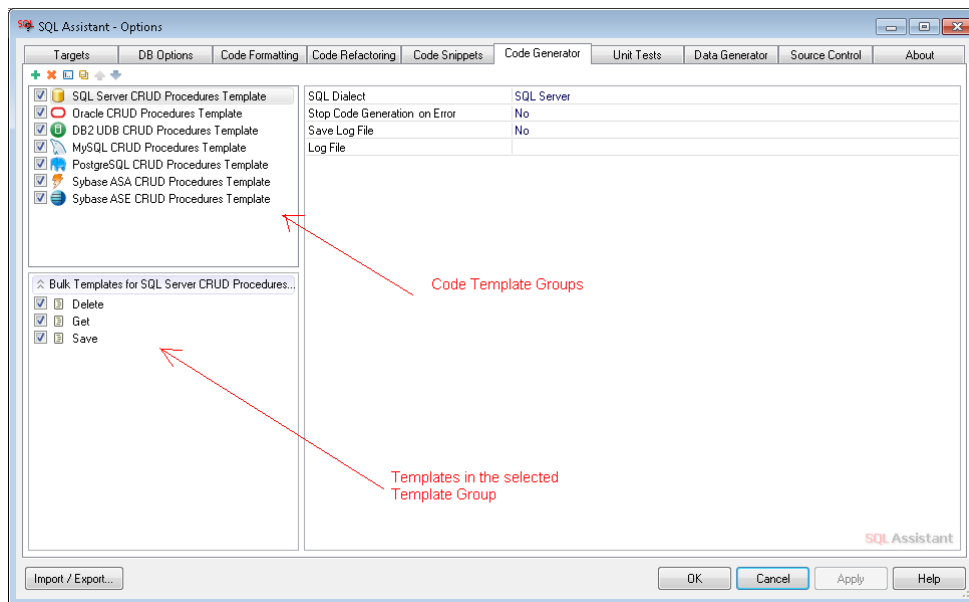 SQL Assistant - Options
Targets
DB Options
Code Formatting
Code Refactoring
Code Snippets
Code Generator
Unit Tests
Data Generator
Source Control
About
SQL Server CRUD Procedures Template
Oracle CRUD Procedures Template
DB2 UDB CRUD Procedures Template
MySQL CRUD Procedures Template
PostgreSQL CRUD Procedures Template
Sybase ASA CRUD Procedures Template
Sybase ASE CRUD Procedures Template
SQL Dialect SQL Server
Stop Code Generation on Error No
Save Log File No
Log File
Code Template Groups
Bulk Templates for SQL Server CRUD Procedures...
Delete
Get
Save
Templates in the selected
Template Group
SQL Assistant
Import / Export...
OK
Cancel
Apply
Help